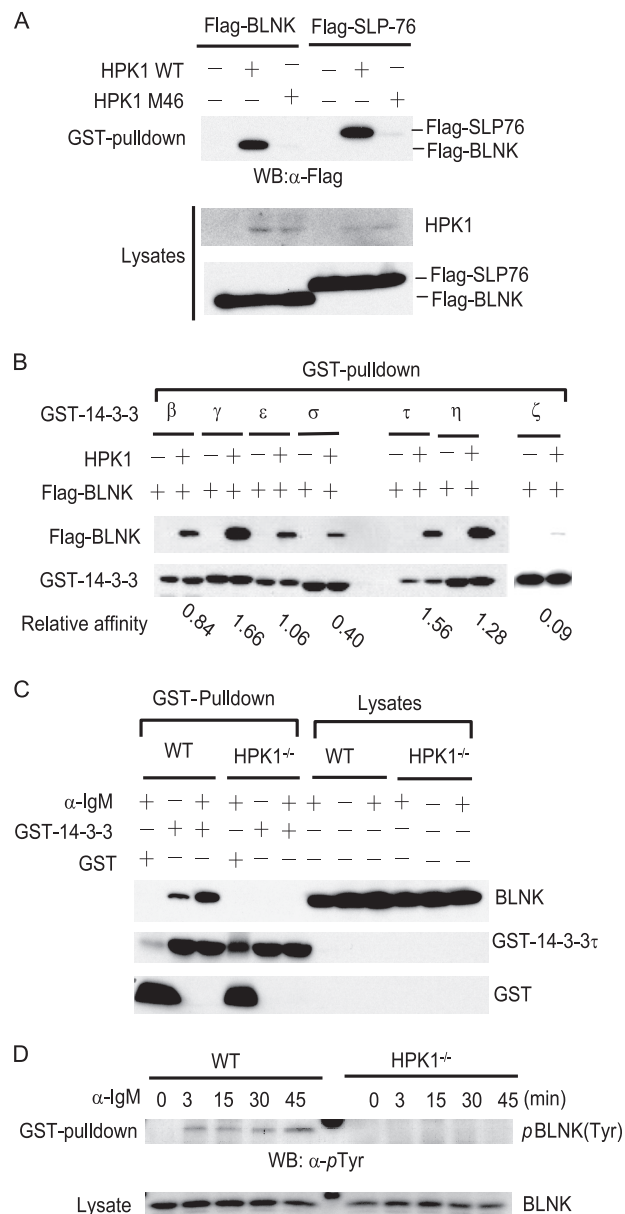 A
Flag-BLNK Flag-SLP-76
HPK1 WT − + − − + −
HPK1 M46 − − + − − +
GST-pulldown
Flag-SLP76
Flag-BLNK
WB:α-Flag
HPK1
Lysates
Flag-SLP76
Flag-BLNK
B
GST-pulldown
GST-14-3-3 β γ ε σ τ η ζ
HPK1 − + − + − + − + − + − + − +
Flag-BLNK + + + + + + + + + + + + + +
Flag-BLNK
GST-14-3-3
Relative affinity 0.84 1.66 1.06 0.40 1.56 1.28 0.09
C
GST-Pulldown Lysates
WT HPK1-/- WT HPK1-/-
α-IgM + − + + − + + − + + − +
GST-14-3-3 − + + − + + − − − − − −
GST + − − + − − − − − − − −
BLNK
GST-14-3-3τ
GST
D
WT HPK1-/-
α-IgM 0 3 15 30 45 0 3 15 30 45 (min)
GST-pulldown pBLNK(Tyr)
WB: α-pTyr
Lysate BLNK